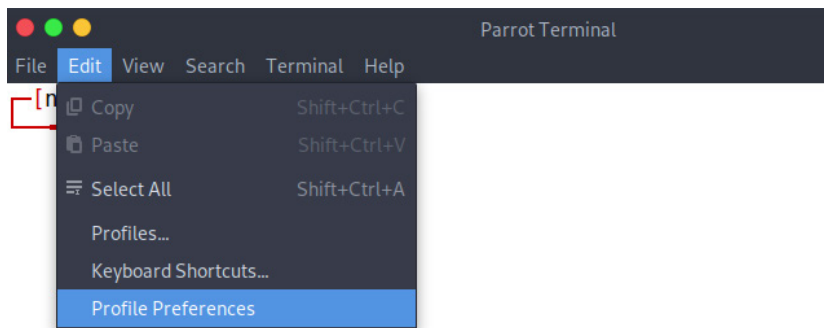 Parrot Terminal
File Edit View Search Terminal Help
[n
Copy Shift+Ctrl+C
Paste Shift+Ctrl+V
Select All Shift+Ctrl+A
Profiles...
Keyboard Shortcuts...
Profile Preferences